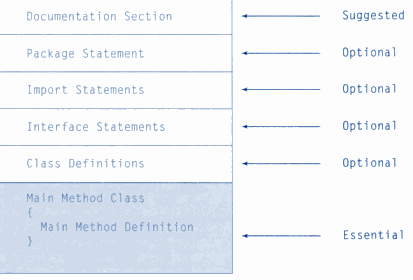 Documentation Section Suggested
Package Statement Optional
Import Statements Optional
Interface Statements Optional
Class Definitions Optional
Main Method Class
{
Main Method Definition Essential
}